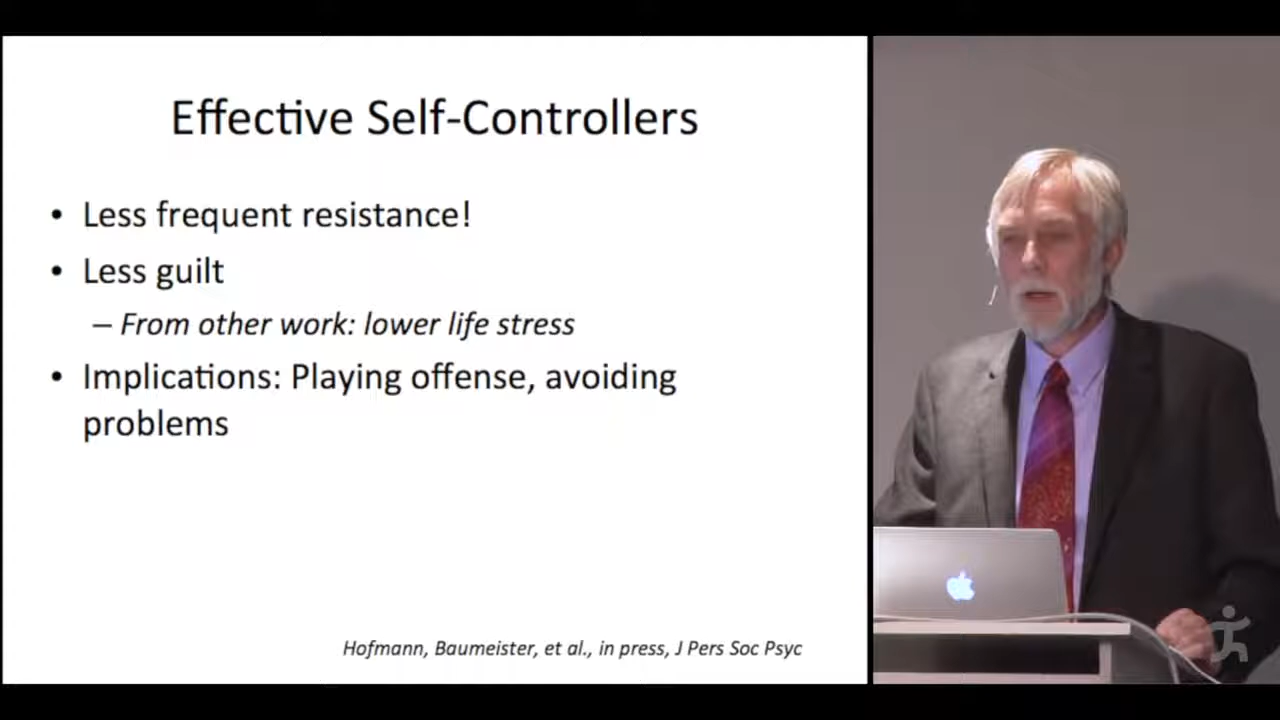 Effective Self-Controllers
• Less frequent resistance!
• Less guilt
– From other work: lower life stress
• Implications: Playing offense, avoiding
problems
Hofmann, Baumeister, et al., in press, J Pers Soc Psyc